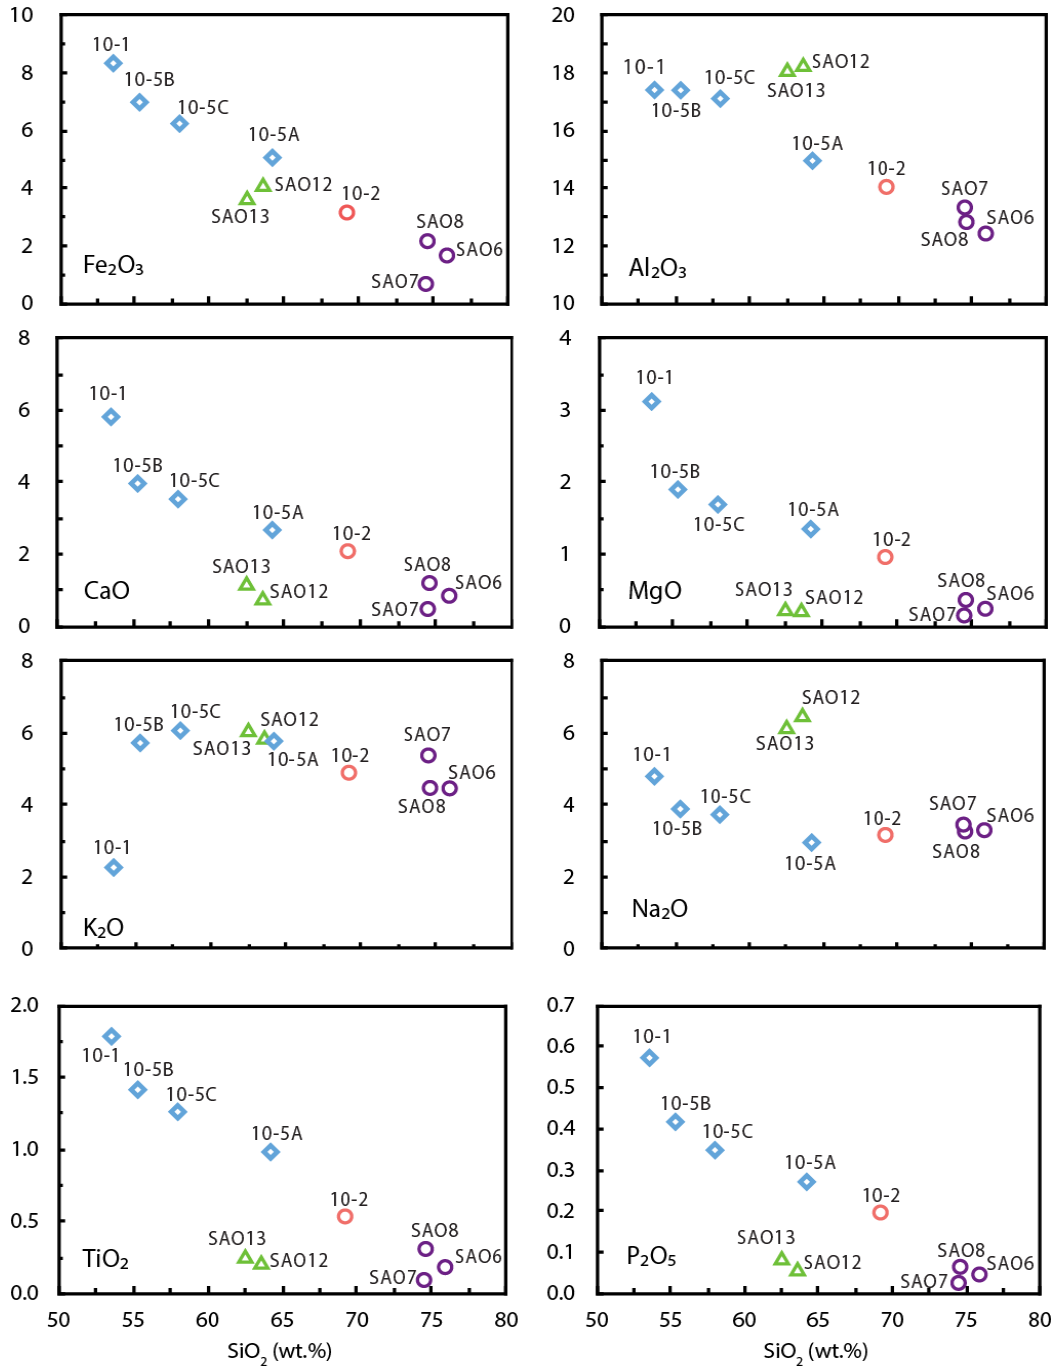 10
8
6
4
2
0
10-1
10-5B
10-5C
10-5A
SAO12
SAO13
10-2
SAO8
SAO6
SAO7
Fe₂O₃
20
18
16
14
12
10
10-1
10-5B
10-5C
SAO12
SAO13
10-5A
10-2
SAO7
SAO6
SAO8
Al₂O₃
8
6
4
2
0
10-1
10-5B
10-5C
10-5A
10-2
SAO13
SAO12
SAO8
SAO6
SAO7
CaO
4
3
2
1
0
10-1
10-5B
10-5C
10-5A
10-2
SAO13
SAO12
SAO8
SAO6
SAO7
MgO
8
6
4
2
0
10-5B
10-5C
SAO12
SAO13
10-5A
10-2
SAO7
SAO6
SAO8
10-1
K₂O
8
6
4
2
0
SAO12
SAO13
10-1
10-5B
10-5C
10-5A
10-2
SAO7
SAO6
SAO8
Na₂O
2.0
1.5
1.0
0.5
0.0
10-1
10-5B
10-5C
10-5A
10-2
SAO13
SAO12
SAO8
SAO6
SAO7
TiO₂
50 55 60 65 70 75 80
SiO₂ (wt.%)
0.7
0.6
0.5
0.4
0.3
0.2
0.1
0.0
10-1
10-5B
10-5C
10-5A
10-2
SAO13
SAO12
SAO8
SAO6
SAO7
P₂O₅
50 55 60 65 70 75 80
SiO₂ (wt.%)